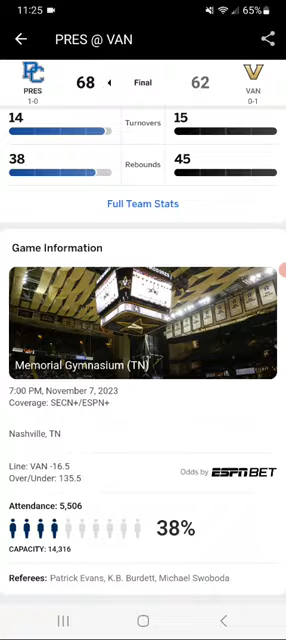 11:25
65%
PRES @ VAN
PC
68
Final
62
V
PRES
1-0
VAN
0-1
14
Turnovers
15
38
Rebounds
45
Full Team Stats
Game Information
Memorial Gymnasium (TN)
7:00 PM, November 7, 2023
Coverage: SECN+/ESPN+
Nashville, TN
Line: VAN -16.5
Odds by ESPN BET
Over/Under: 135.5
Attendance: 5,506
38%
CAPACITY: 14,316
Referees: Patrick Evans, K.B. Burdett, Michael Swoboda